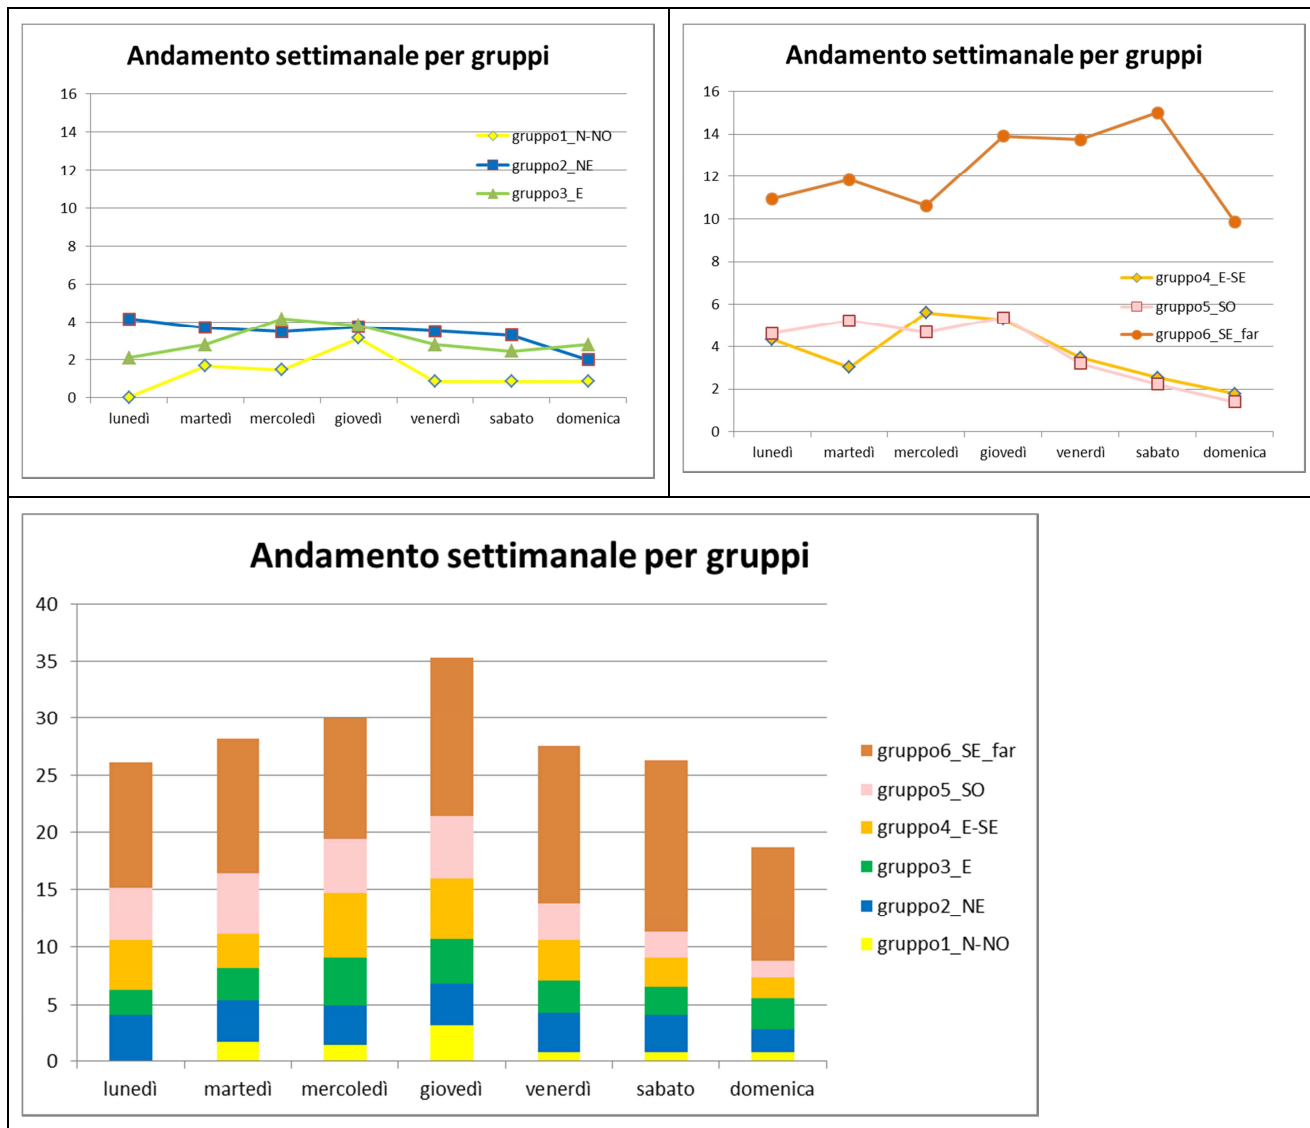 Andamento settimanale per gruppi
16
14
12
10
8
6
4
2
0
gruppo1_N-NO
gruppo2_NE
gruppo3_E
lunedì martedì mercoledì giovedì venerdì sabato domenica
Andamento settimanale per gruppi
16
14
12
10
8
6
4
2
0
gruppo4_E-SE
gruppo5_SO
gruppo6_SE_far
lunedì martedì mercoledì giovedì venerdì sabato domenica
Andamento settimanale per gruppi
40
35
30
25
20
15
10
5
0
gruppo6_SE_far
gruppo5_SO
gruppo4_E-SE
gruppo3_E
gruppo2_NE
gruppo1_N-NO
lunedì martedì mercoledì giovedì venerdì sabato domenica